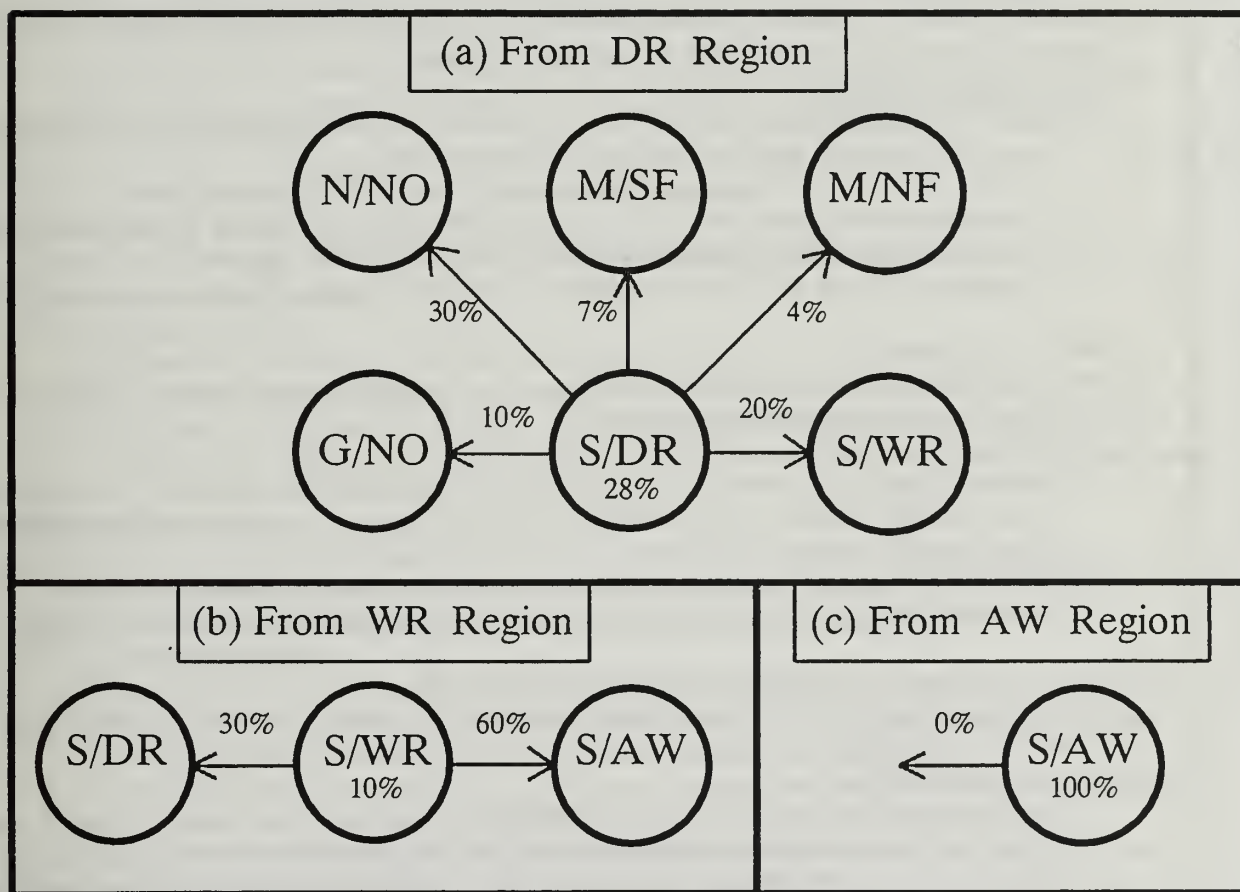 (a) From DR Region
N/NO
M/SF
M/NF
30%
7%
4%
10%
20%
G/NO
S/DR
28%
S/WR
(b) From WR Region
(c) From AW Region
30%
60%
0%
S/DR
S/WR
10%
S/AW
S/AW
100%